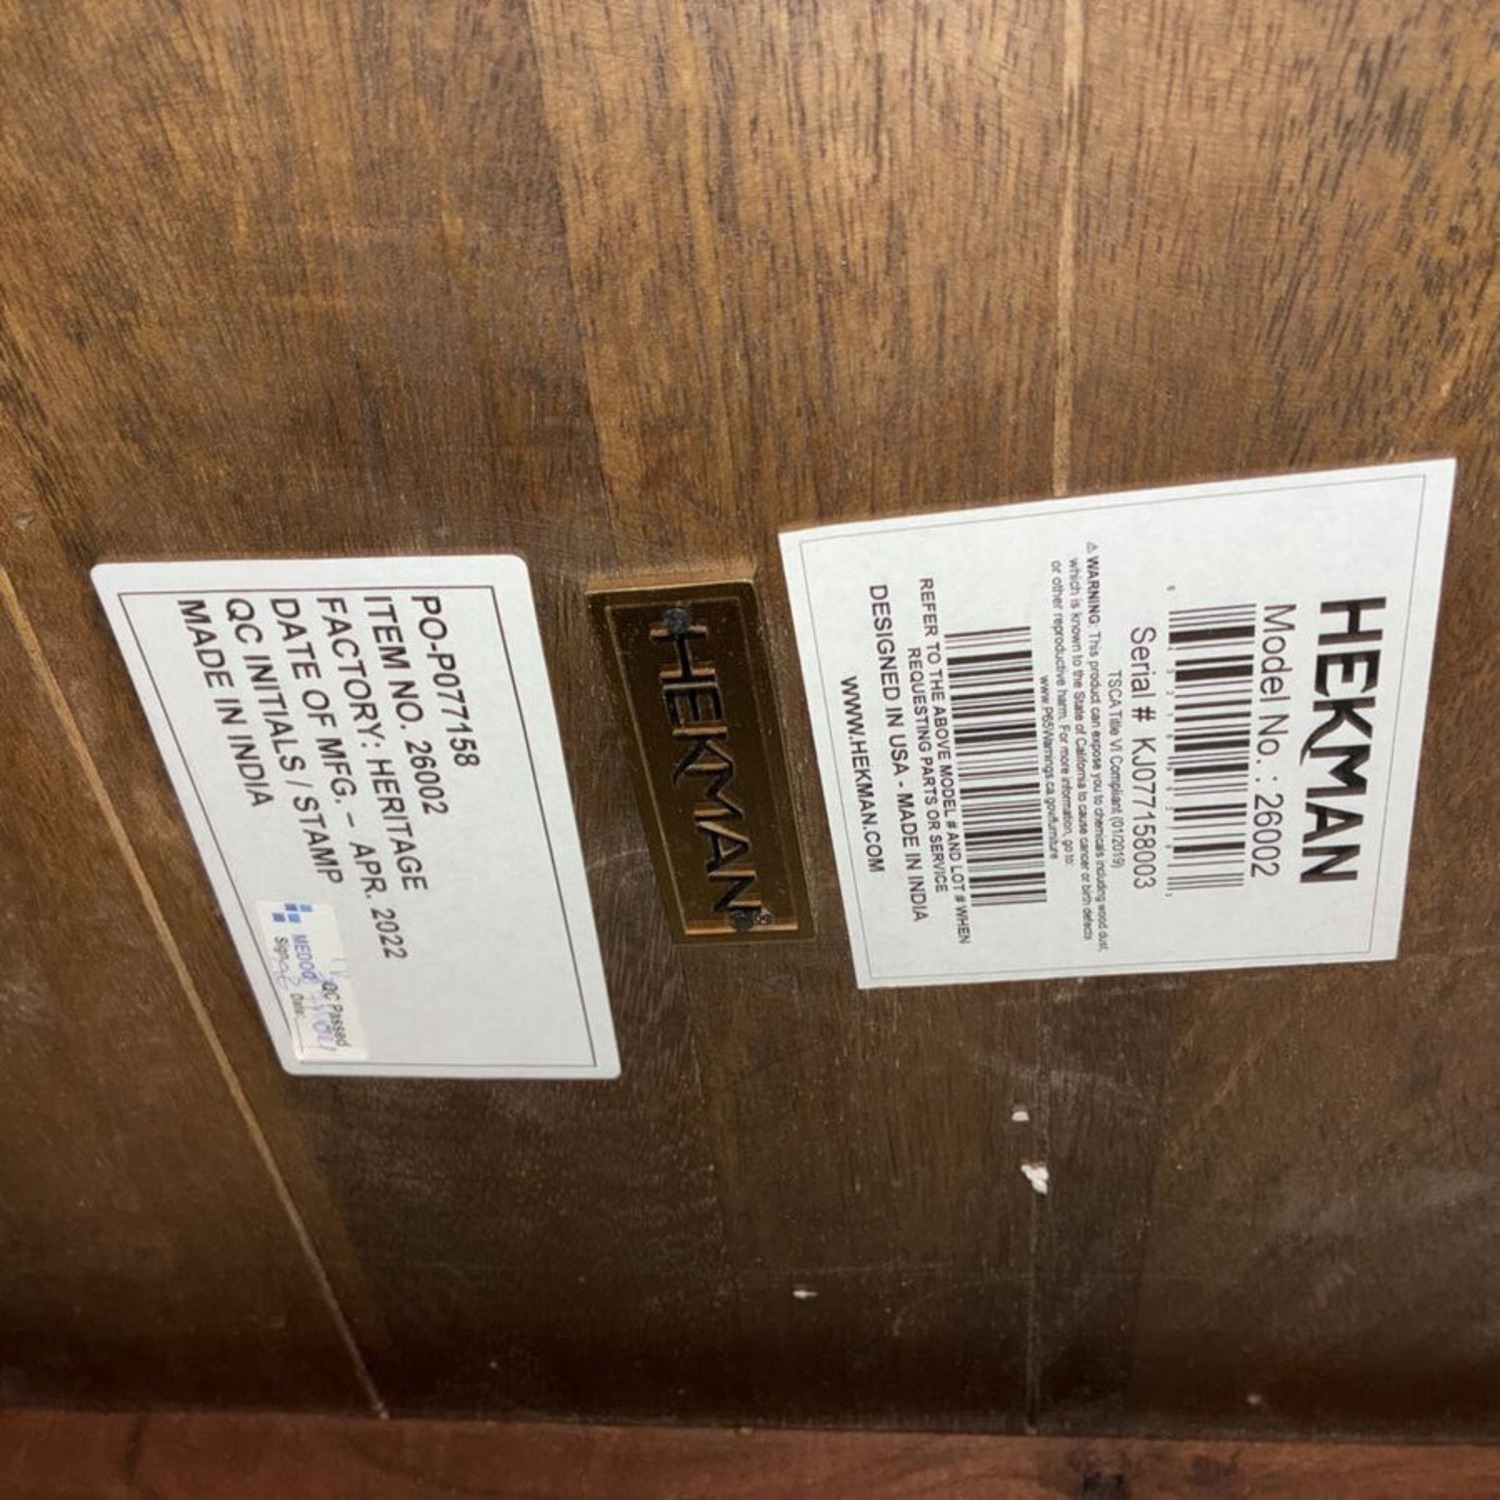 HEKMAN
Model No. : 26002
Serial # KJ077158003
TSCA Title VI Compliant (01/2019)
⚠ WARNING: This product can expose you to chemicals including wood dust,
which is known to the State of California to cause cancer or birth defects
or other reproductive harm. For more information, go to:
www.P65Warnings.ca.gov/furniture
REFER TO THE ABOVE MODEL # AND LOT # WHEN
REQUESTING PARTS OR SERVICE
DESIGNED IN USA - MADE IN INDIA
WWW.HEKMAN.COM
HEKMAN®
PO-P077158
ITEM NO. 26002
FACTORY: HERITAGE
DATE OF MFG. – APR. 2022
QC INITIALS / STAMP
MADE IN INDIA
QC Passed
Sign: Date: